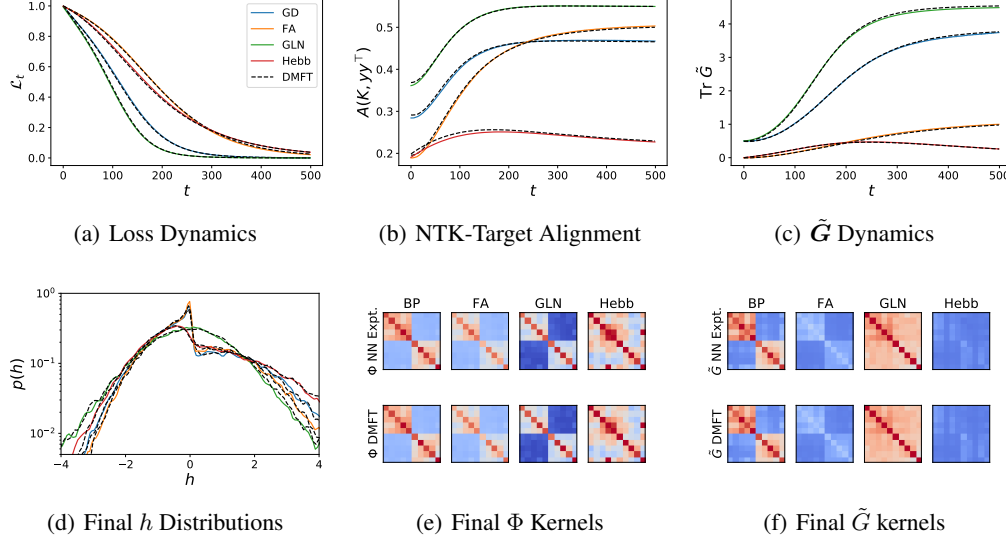 1.0
0.8
0.6
0.4
0.2
0.0
ℒₜ
GD
FA
GLN
Hebb
DMFT
0 100 200 300 400 500
t
(a) Loss Dynamics
0.5
0.4
0.3
0.2
A(K, yy⊤)
0 100 200 300 400 500
t
(b) NTK-Target Alignment
4
3
2
1
0
Tr G̃
0 100 200 300 400 500
t
(c) G̃ Dynamics
10⁰
10⁻¹
10⁻²
p(h)
−4 −2 0 2 4
h
(d) Final h Distributions
BP FA GLN Hebb
Φ NN Expt.
Φ DMFT
(e) Final Φ Kernels
BP FA GLN Hebb
G̃ NN Expt.
G̃ DMFT
(f) Final G̃ kernels